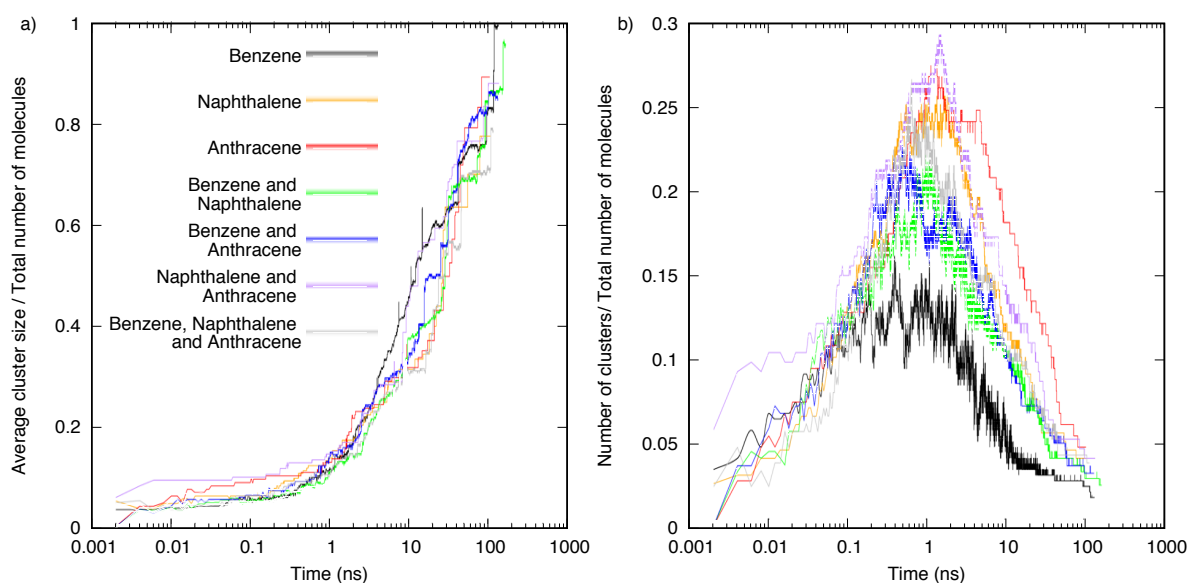 a)
Average cluster size / Total number of molecules
1
0.8
0.6
0.4
0.2
0
Benzene
Naphthalene
Anthracene
Benzene and
Naphthalene
Benzene and
Anthracene
Naphthalene and
Anthracene
Benzene, Naphthalene
and Anthracene
0.001 0.01 0.1 1 10 100 1000
Time (ns)
b)
Number of clusters/ Total number of molecules
0.3
0.25
0.2
0.15
0.1
0.05
0
0.001 0.01 0.1 1 10 100 1000
Time (ns)